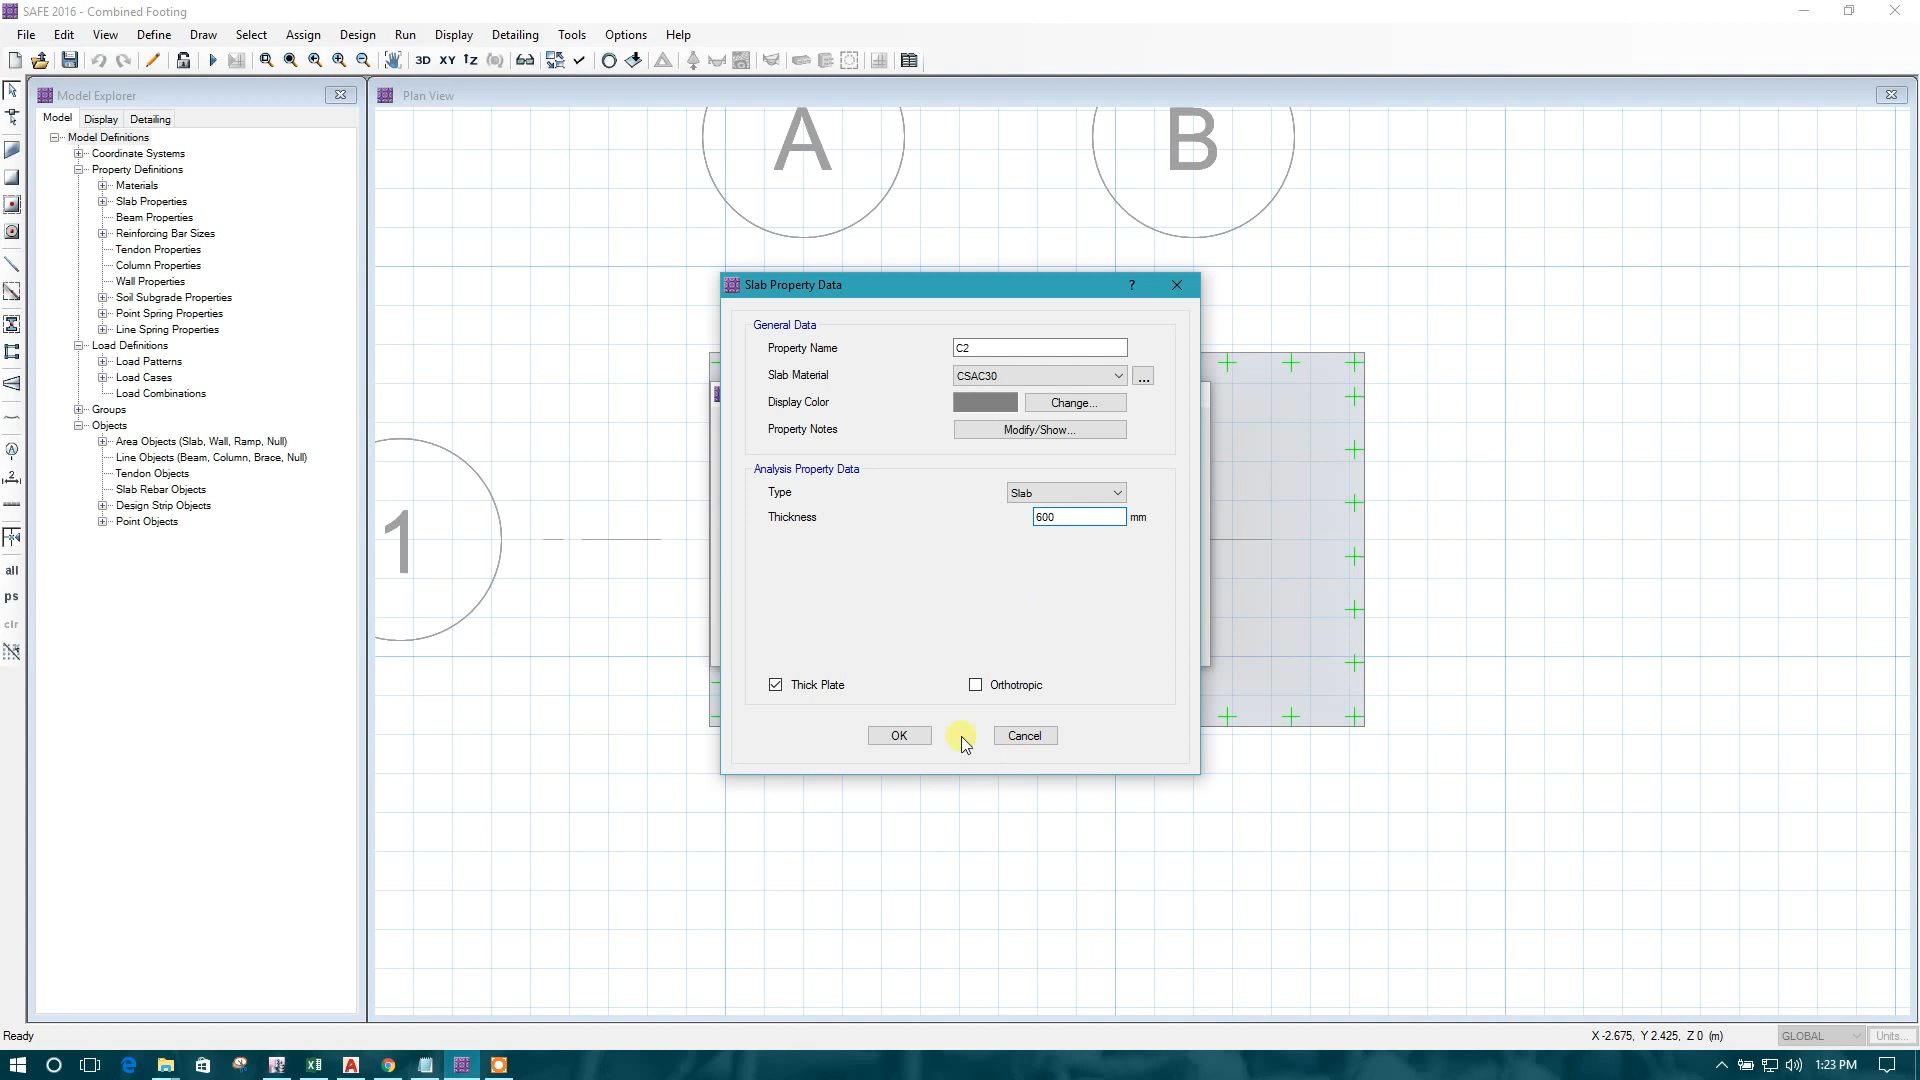 SAFE 2016 - Combined Footing
File Edit View Define Draw Select Assign Design Run Display Detailing Tools Options Help
3D XY
Model Explorer
Plan View
Model Display Detailing
Model Definitions
Coordinate Systems
Property Definitions
Materials
Slab Properties
Beam Properties
Reinforcing Bar Sizes
Tendon Properties
Column Properties
Wall Properties
Soil Subgrade Properties
Point Spring Properties
Line Spring Properties
Load Definitions
Load Patterns
Load Cases
Load Combinations
Groups
Objects
Area Objects (Slab, Wall, Ramp, Null)
Line Objects (Beam, Column, Brace, Null)
Tendon Objects
Slab Rebar Objects
Design Strip Objects
Point Objects
all
ps
clr
A B
1
Slab Property Data ?
General Data
Property Name C2
Slab Material CSAC30 ...
Display Color Change...
Property Notes Modify/Show...
Analysis Property Data
Type Slab
Thickness 600 mm
Thick Plate Orthotropic
OK Cancel
Ready X -2.675, Y 2.425, Z 0 (m) GLOBAL Units...
1:23 PM